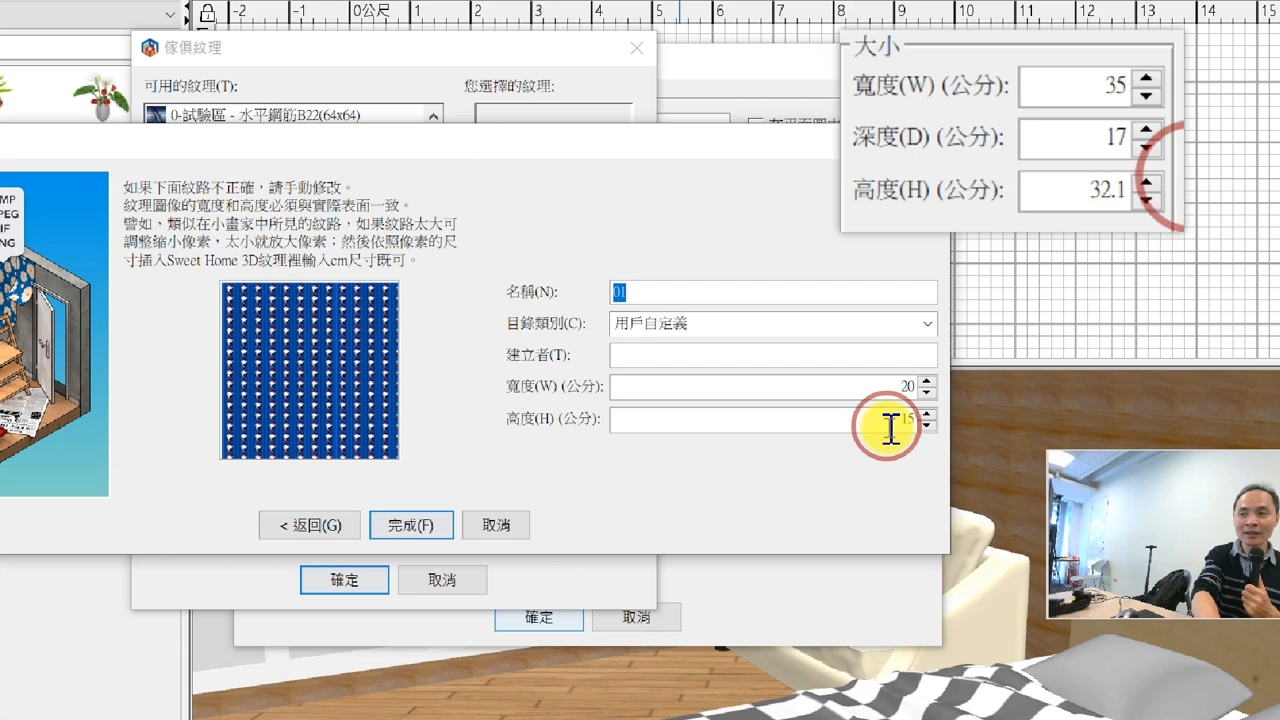 -2 -1 0公尺 1 2 3 4 5 6 7 8 9 10 11 12 13 14 15
傢俱紋理
可用的紋理(T):
您選擇的紋理:
0-試驗區 - 水平鋼筋B22(64x64)
大小
寬度(W) (公分): 35
深度(D) (公分): 17
高度(H) (公分): 32.1
MP
PEG
IF
NG
如果下面紋路不正確，請手動修改。
紋理圖像的寬度和高度必須與實際表面一致。
譬如，類似在小畫家中所見的紋路，如果紋路太大可
調整縮小像素，太小就放大像素；然後依照像素的尺
寸插入Sweet Home 3D紋理裡輸入cm尺寸既可。
名稱(N): 01
目錄類別(C): 用戶自定義
建立者(T):
寬度(W) (公分): 20
高度(H) (公分): 15
< 返回(G) 完成(F) 取消
確定 取消
確定 取消